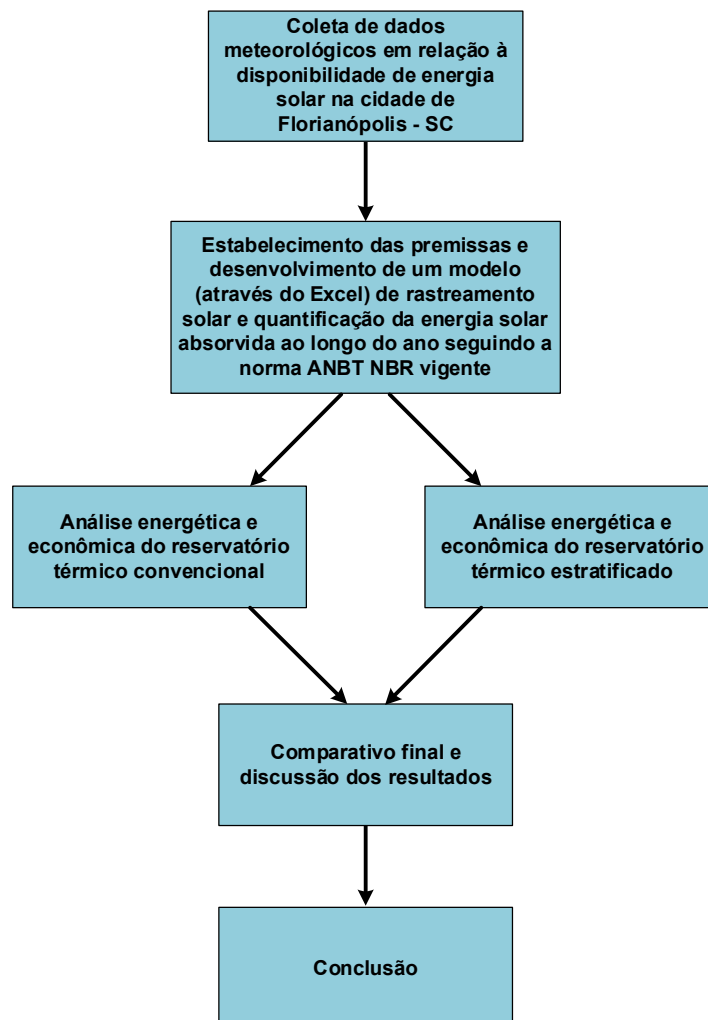 Coleta de dados
meteorológicos em relação à
disponibilidade de energia
solar na cidade de
Florianópolis - SC
Estabelecimento das premissas e
desenvolvimento de um modelo
(através do Excel) de rastreamento
solar e quantificação da energia solar
absorvida ao longo do ano seguindo a
norma ANBT NBR vigente
Análise energética e
econômica do reservatório
térmico convencional
Análise energética e
econômica do reservatório
térmico estratificado
Comparativo final e
discussão dos resultados
Conclusão